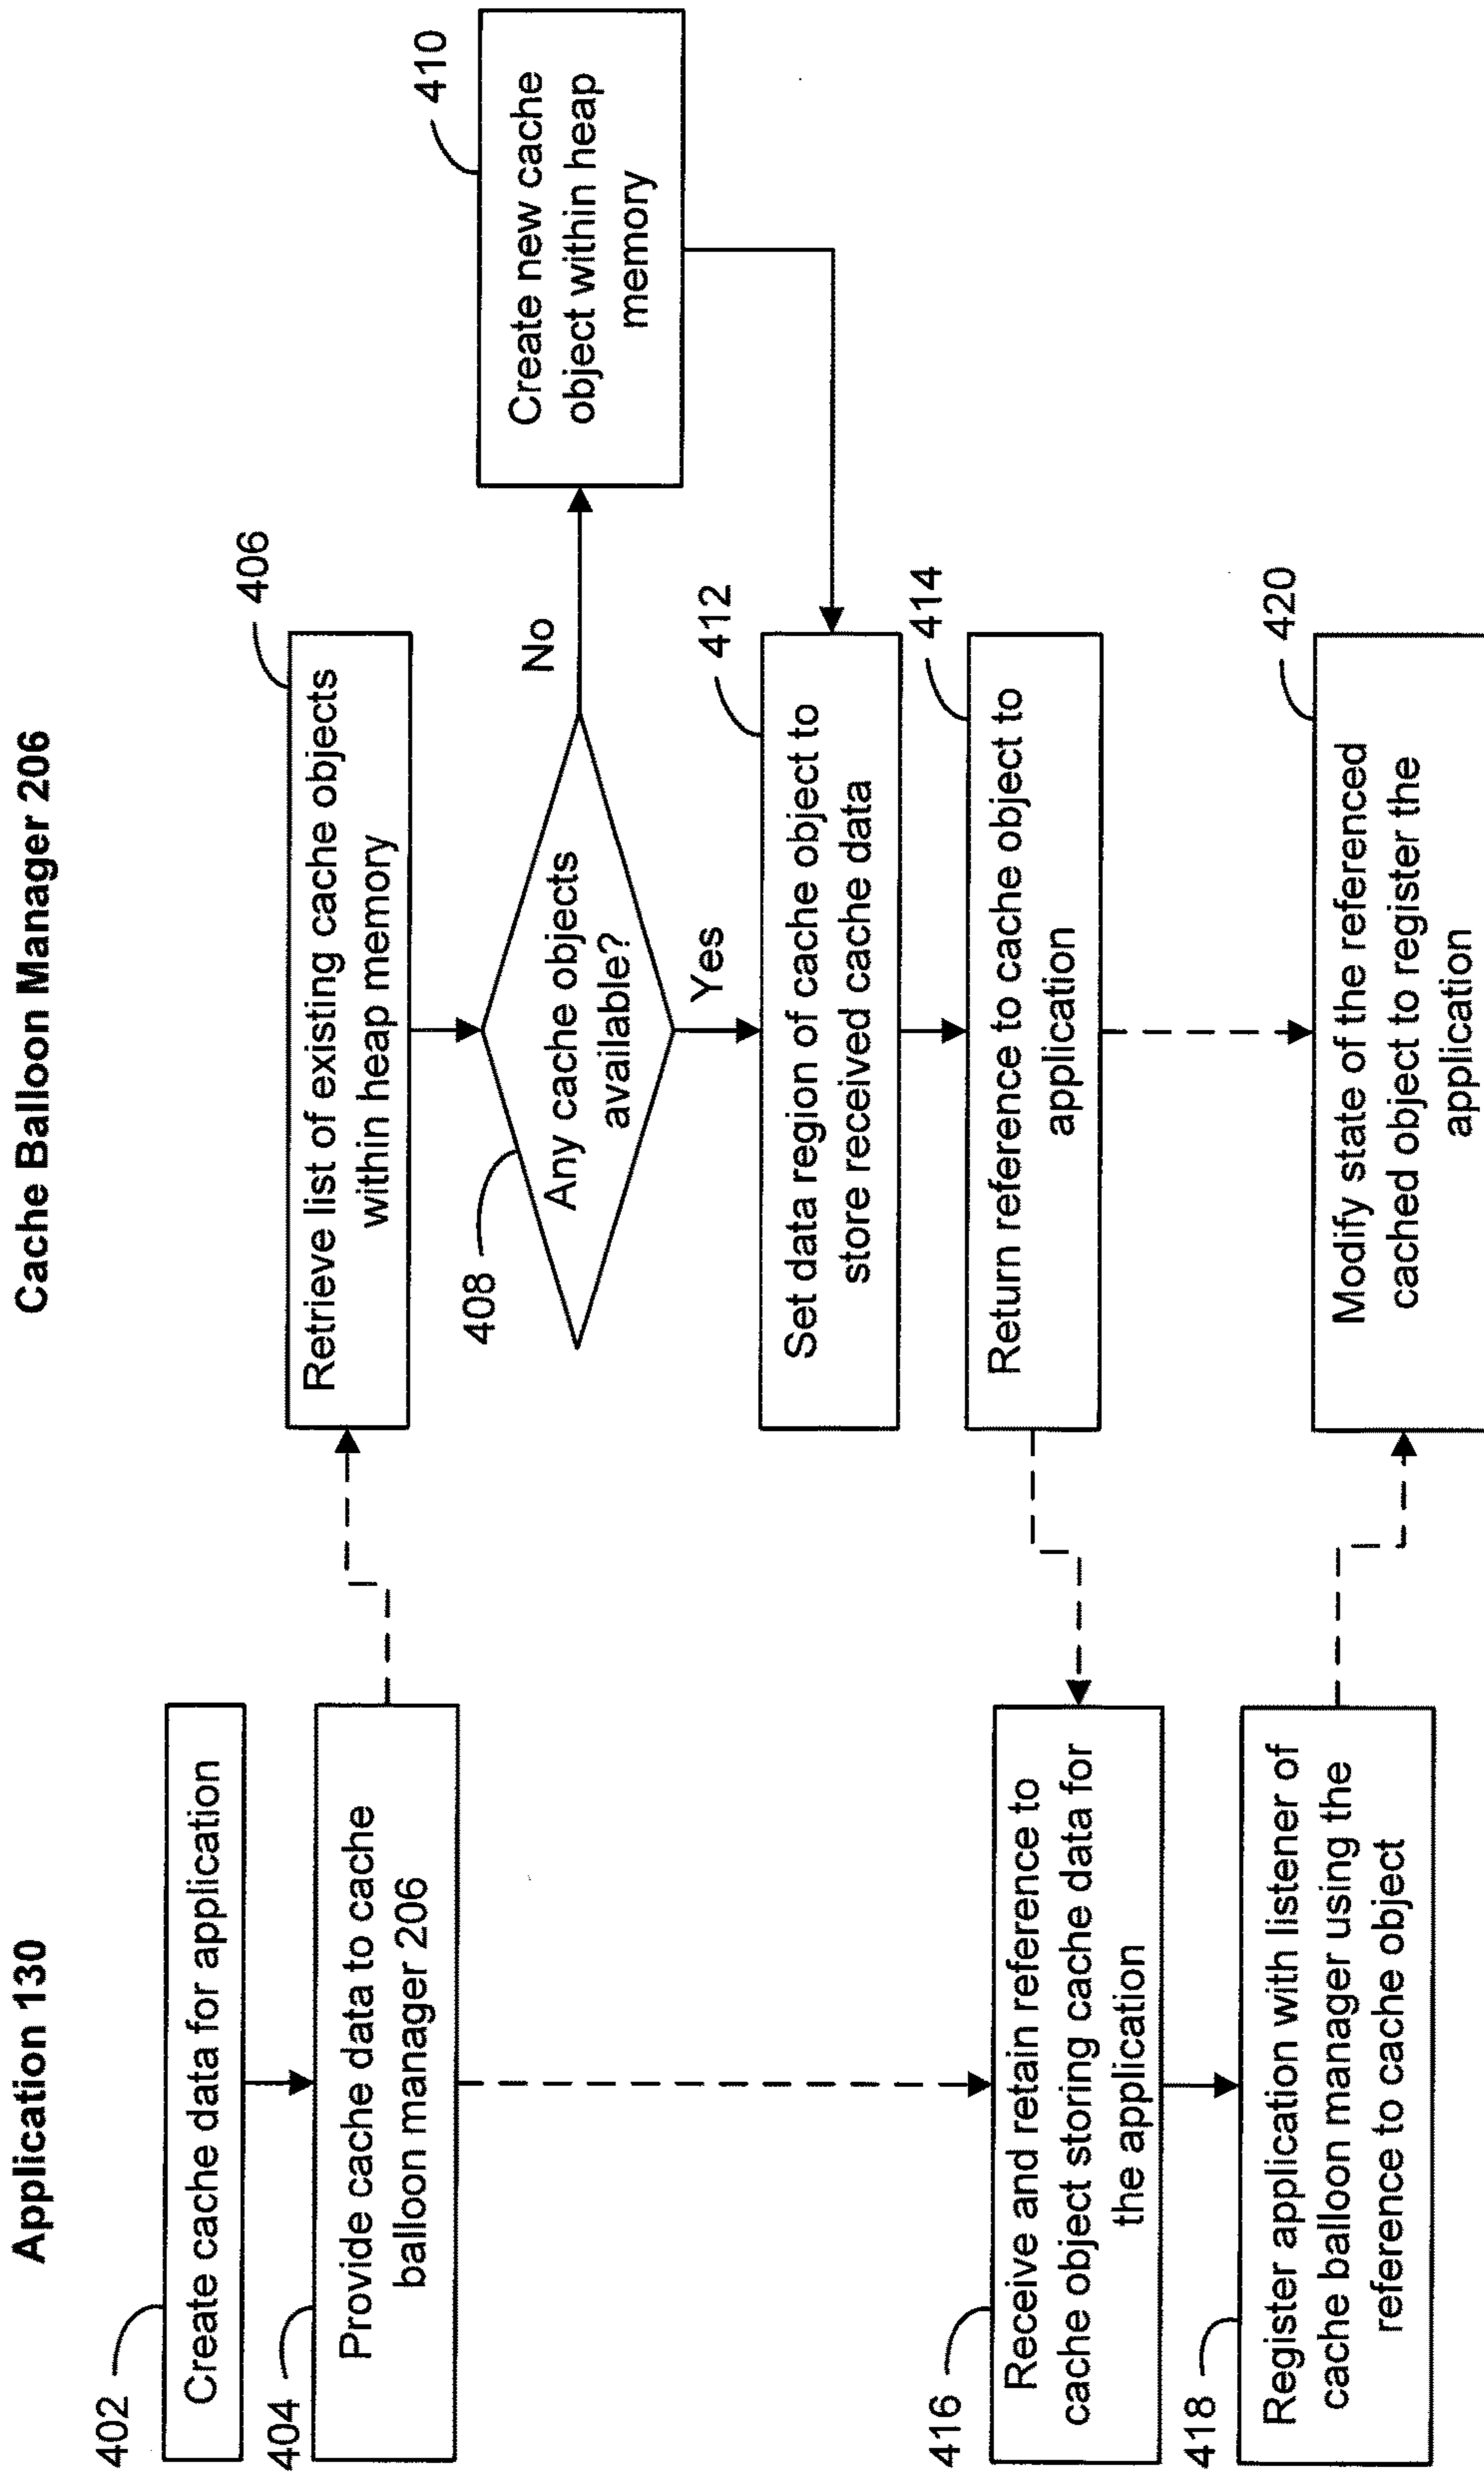 Application 130
Cache Balloon Manager 206
402
Create cache data for application
404
Provide cache data to cache
balloon manager 206
406
Retrieve list of existing cache objects
within heap memory
408
Any cache objects
available?
No
Yes
410
Create new cache
object within heap
memory
412
Set data region of cache object to
store received cache data
414
Return reference to cache object to
application
416
Receive and retain reference to
cache object storing cache data for
the application
418
Register application with listener of
cache balloon manager using the
reference to cache object
420
Modify state of the referenced
cached object to register the
application